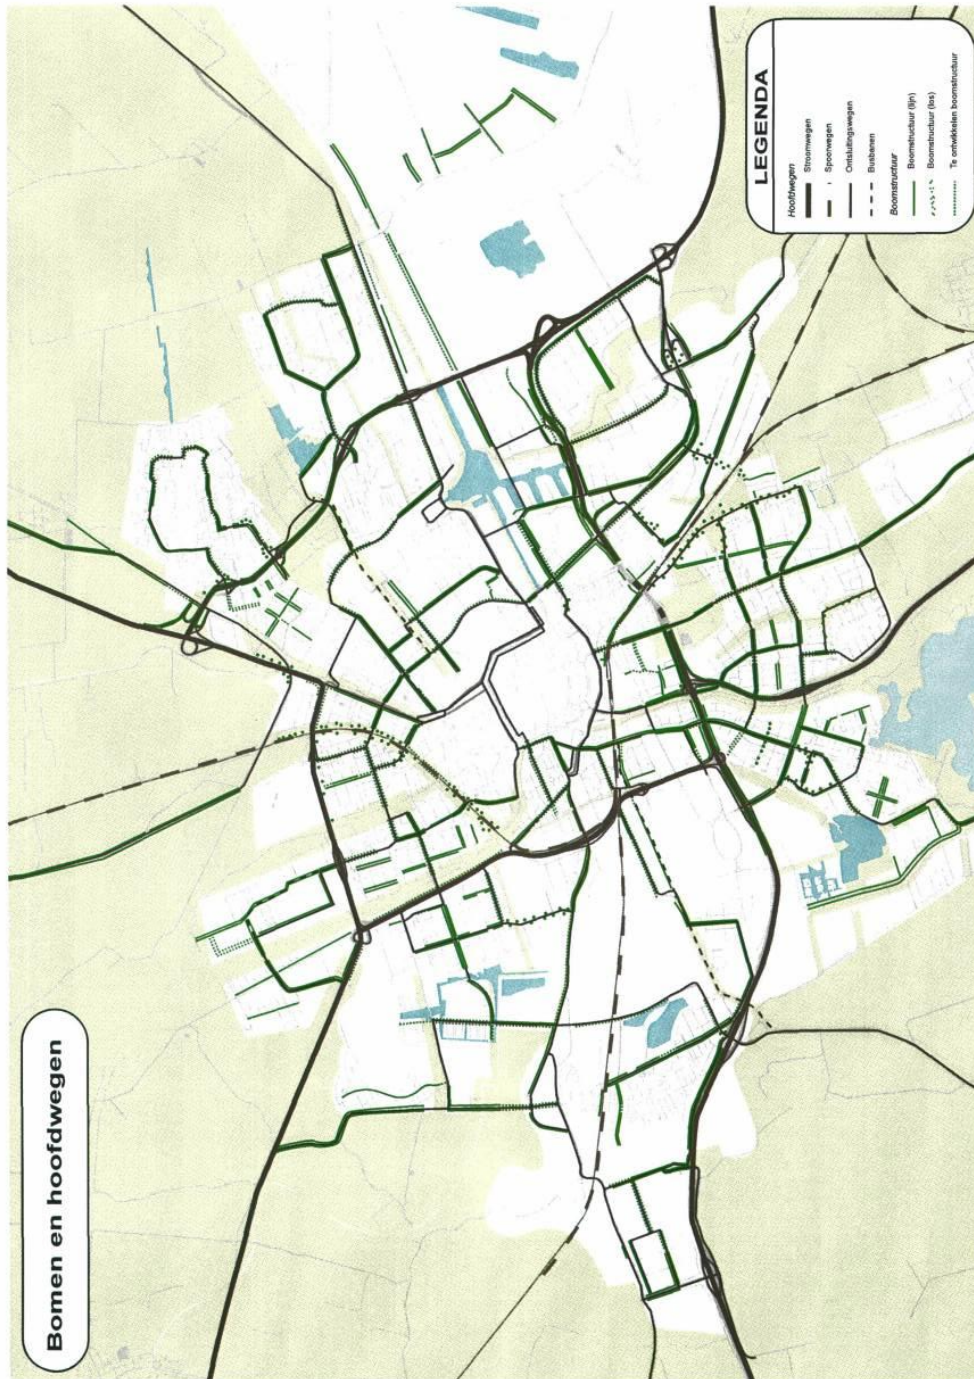 Bomen en hoofdwegen
LEGENDA
Hoofdwegen
Stroomwegen
Spoorwegen
Ontsluitingswegen
Busbanen
Boomstructuur
Boomstructuur (lijn)
Boomstructuur (los)
Te ontwikkelen boomstructuur